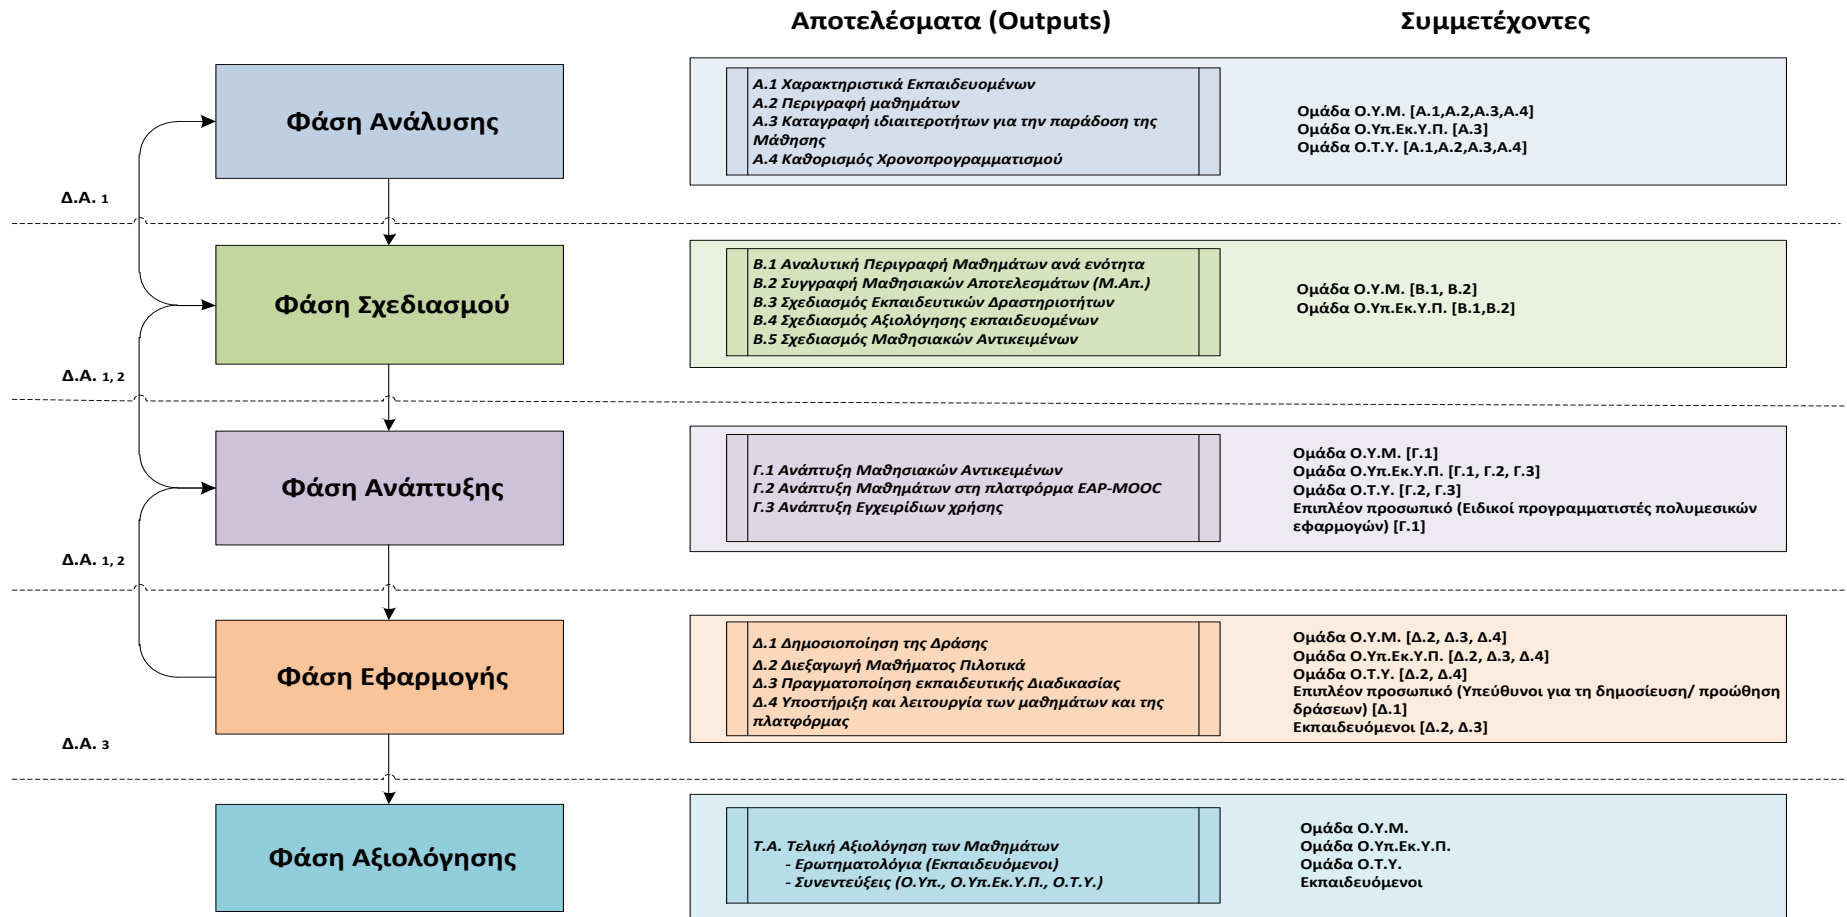 Αποτελέσματα (Outputs)
Συμμετέχοντες
Φάση Ανάλυσης
Α.1 Χαρακτηριστικά Εκπαιδευομένων
Α.2 Περιγραφή μαθημάτων
Α.3 Καταγραφή ιδιαιτεροτήτων για την παράδοση της
Μάθησης
Α.4 Καθορισμός Χρονοπρογραμματισμού
Ομάδα Ο.Υ.Μ. [Α.1,Α.2,Α.3,Α.4]
Ομάδα Ο.Υπ.Εκ.Υ.Π. [Α.3]
Ομάδα Ο.Τ.Υ. [Α.1,Α.2,Α.3,Α.4]
Δ.Α. 1
Φάση Σχεδιασμού
Β.1 Αναλυτική Περιγραφή Μαθημάτων ανά ενότητα
Β.2 Συγγραφή Μαθησιακών Αποτελεσμάτων (Μ.Απ.)
Β.3 Σχεδιασμός Εκπαιδευτικών Δραστηριοτήτων
Β.4 Σχεδιασμός Αξιολόγησης εκπαιδευομένων
Β.5 Σχεδιασμός Μαθησιακών Αντικειμένων
Ομάδα Ο.Υ.Μ. [Β.1, Β.2]
Ομάδα Ο.Υπ.Εκ.Υ.Π. [Β.1,Β.2]
Δ.Α. 1, 2
Φάση Ανάπτυξης
Γ.1 Ανάπτυξη Μαθησιακών Αντικειμένων
Γ.2 Ανάπτυξη Μαθημάτων στη πλατφόρμα EAP-MOOC
Γ.3 Ανάπτυξη Εγχειρίδιων χρήσης
Ομάδα Ο.Υ.Μ. [Γ.1]
Ομάδα Ο.Υπ.Εκ.Υ.Π. [Γ.1, Γ.2, Γ.3]
Ομάδα Ο.Τ.Υ. [Γ.2, Γ.3]
Επιπλέον προσωπικό (Ειδικοί προγραμματιστές πολυμεσικών
εφαρμογών) [Γ.1]
Δ.Α. 1, 2
Φάση Εφαρμογής
Δ.1 Δημοσιοποίηση της Δράσης
Δ.2 Διεξαγωγή Μαθήματος Πιλοτικά
Δ.3 Πραγματοποίηση εκπαιδευτικής Διαδικασίας
Δ.4 Υποστήριξη και λειτουργία των μαθημάτων και της
πλατφόρμας
Ομάδα Ο.Υ.Μ. [Δ.2, Δ.3, Δ.4]
Ομάδα Ο.Υπ.Εκ.Υ.Π. [Δ.2, Δ.3, Δ.4]
Ομάδα Ο.Τ.Υ. [Δ.2, Δ.4]
Επιπλέον προσωπικό (Υπεύθυνοι για τη δημοσίευση/ προώθηση
δράσεων) [Δ.1]
Εκπαιδευόμενοι [Δ.2, Δ.3]
Δ.Α. 3
Φάση Αξιολόγησης
Τ.Α. Τελική Αξιολόγηση των Μαθημάτων
- Ερωτηματολόγια (Εκπαιδευόμενοι)
- Συνεντεύξεις (Ο.Υπ., Ο.Υπ.Εκ.Υ.Π., Ο.Τ.Υ.)
Ομάδα Ο.Υ.Μ.
Ομάδα Ο.Υπ.Εκ.Υ.Π.
Ομάδα Ο.Τ.Υ.
Εκπαιδευόμενοι